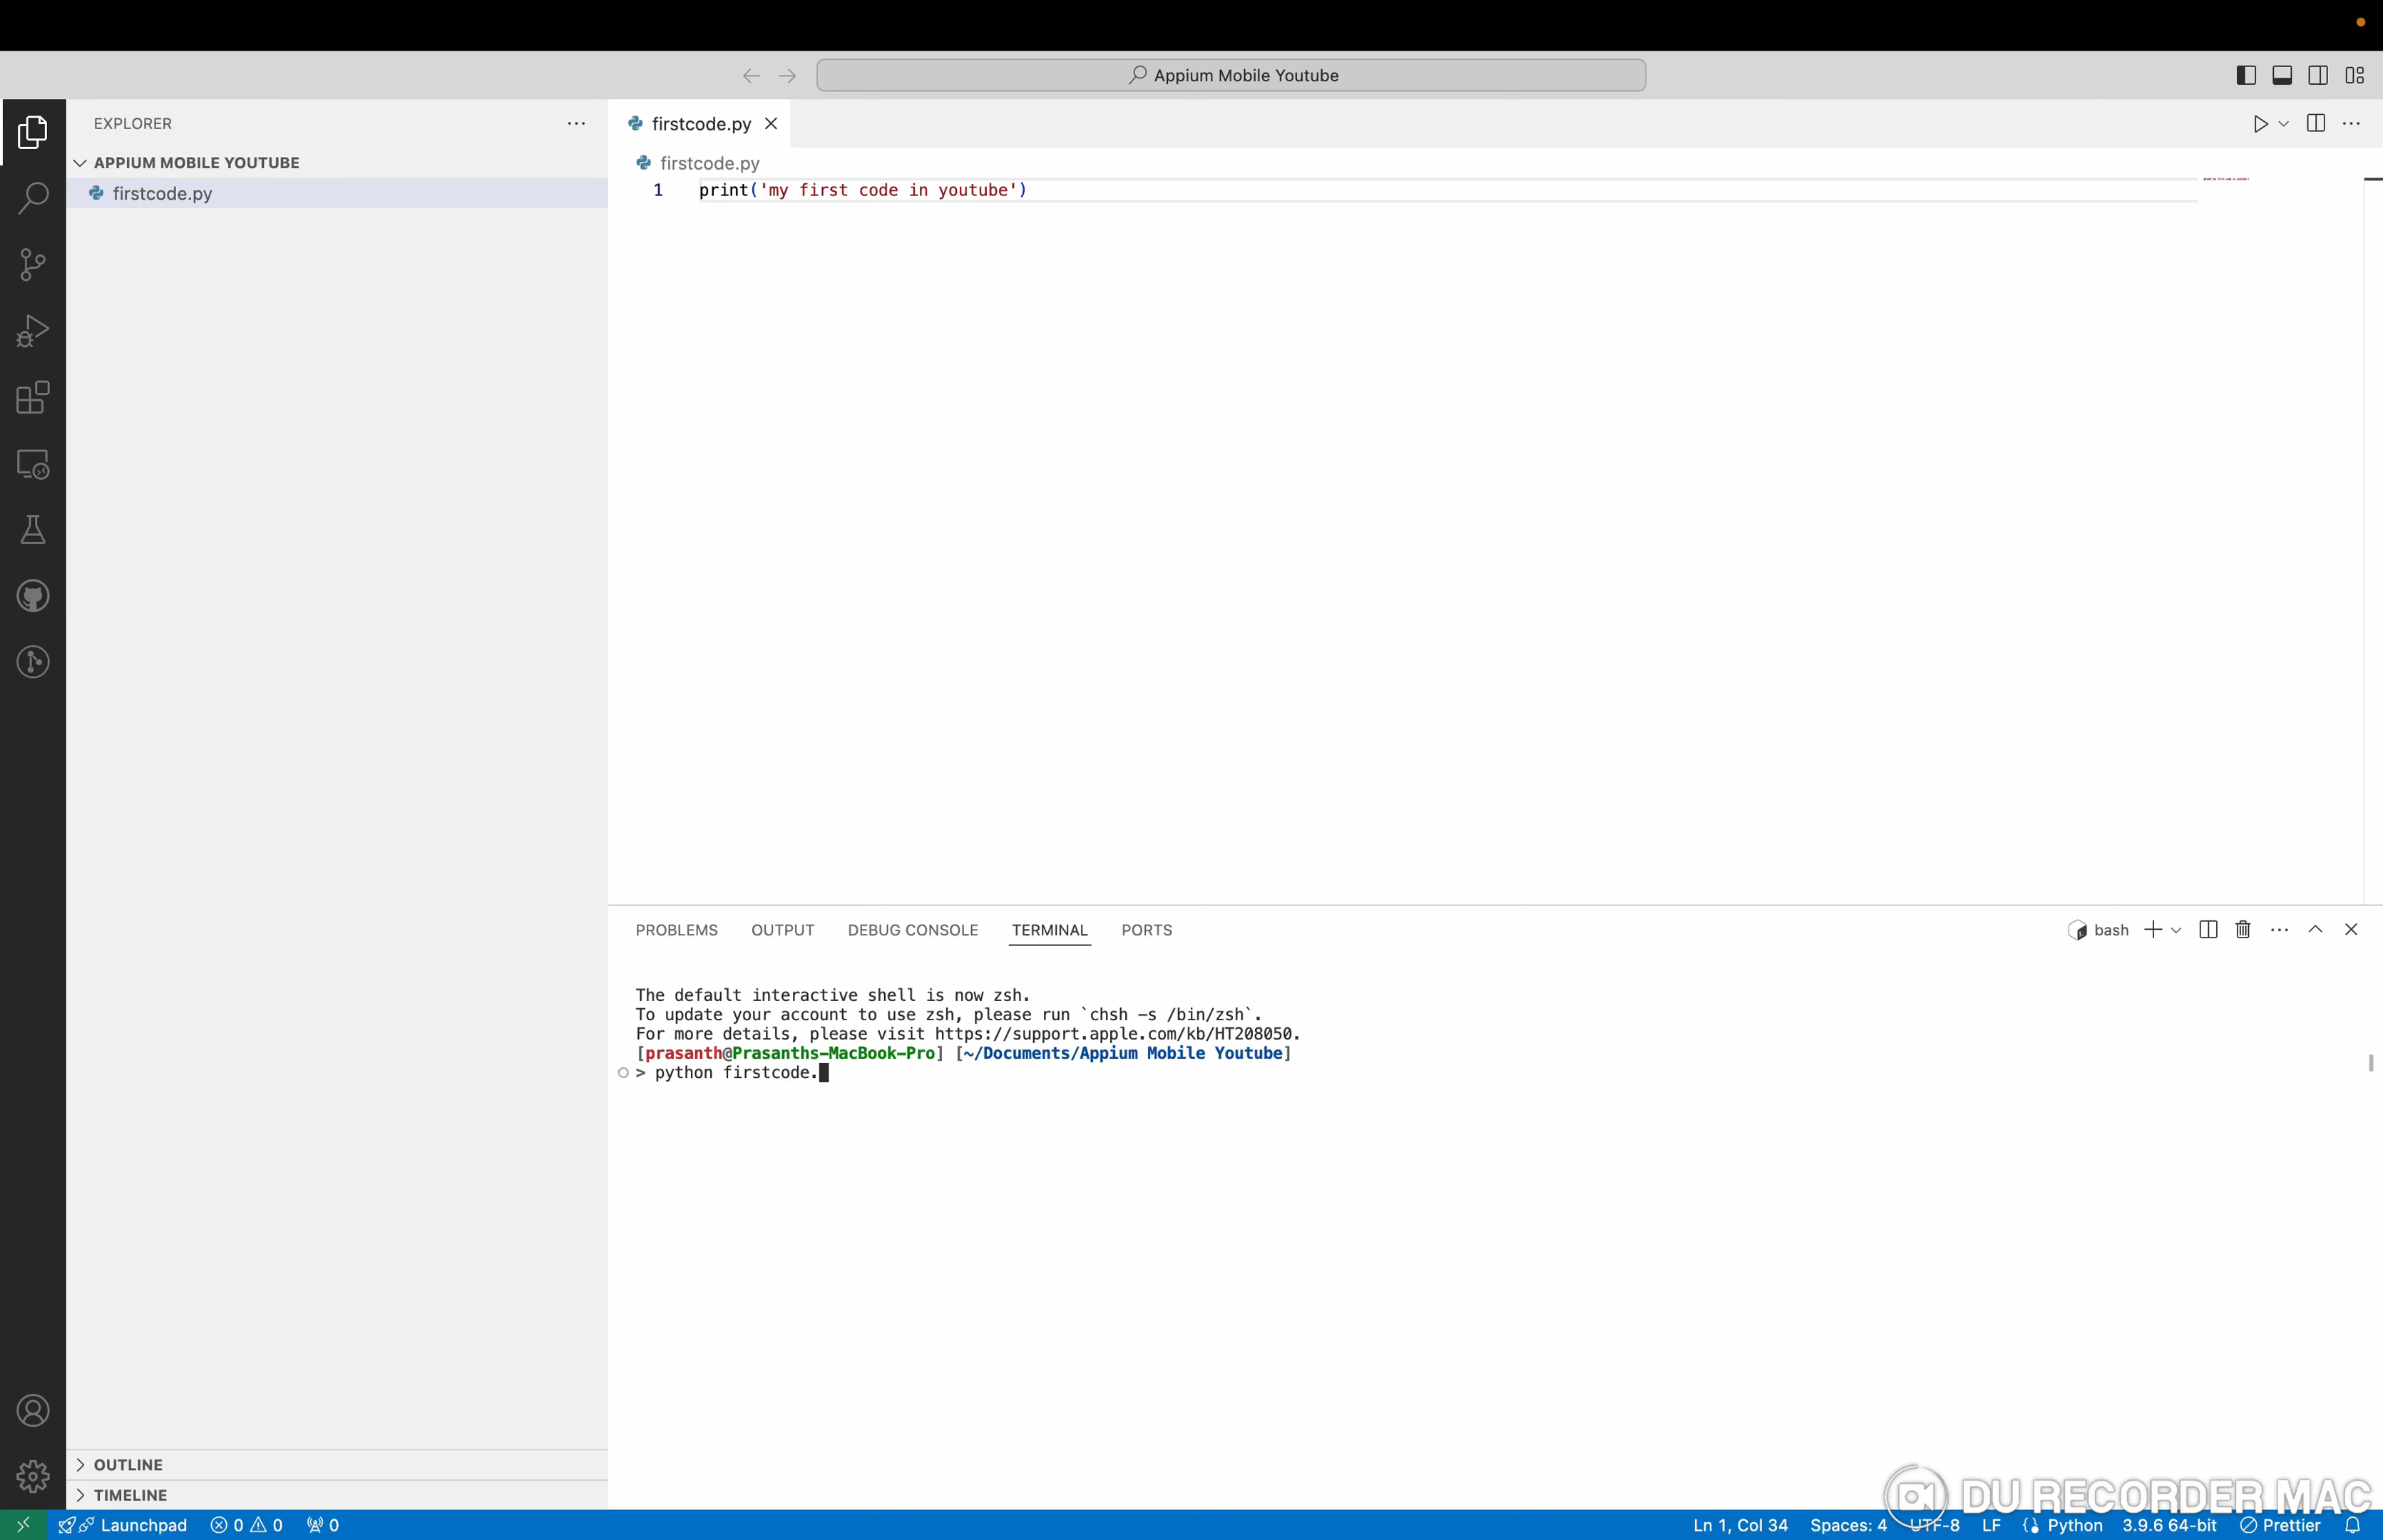 Appium Mobile Youtube
EXPLORER
APPIUM MOBILE YOUTUBE
firstcode.py
firstcode.py
firstcode.py
1 print('my first code in youtube')
PROBLEMS OUTPUT DEBUG CONSOLE TERMINAL PORTS
bash
The default interactive shell is now zsh.
To update your account to use zsh, please run `chsh -s /bin/zsh`.
For more details, please visit https://support.apple.com/kb/HT208050.
[prasanth@Prasanths-MacBook-Pro] [~/Documents/Appium Mobile Youtube]
> python firstcode.
OUTLINE
TIMELINE
DU RECORDER MAC
Launchpad 0 0 0
Ln 1, Col 34 Spaces: 4 UTF-8 LF Python 3.9.6 64-bit Prettier